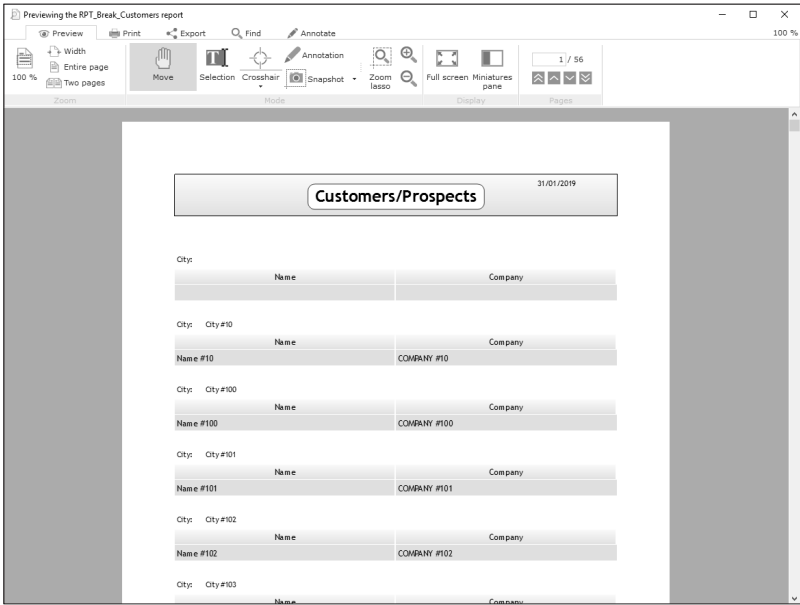 Previewing the RPT_Break_Customers report
Preview Print Export Find Annotate 100 %
100 %
Width
Entire page
Two pages
Zoom
Move
Selection
Crosshair
Annotation
Snapshot
Zoom lasso
Mode
Full screen
Miniatures pane
Display
1 / 56
Pages
31/01/2019
Customers/Prospects
City:
Name Company
City: City #10
Name Company
Name #10 COMPANY #10
City: City #100
Name Company
Name #100 COMPANY #100
City: City #101
Name Company
Name #101 COMPANY #101
City: City #102
Name Company
Name #102 COMPANY #102
City: City #103
Name Company